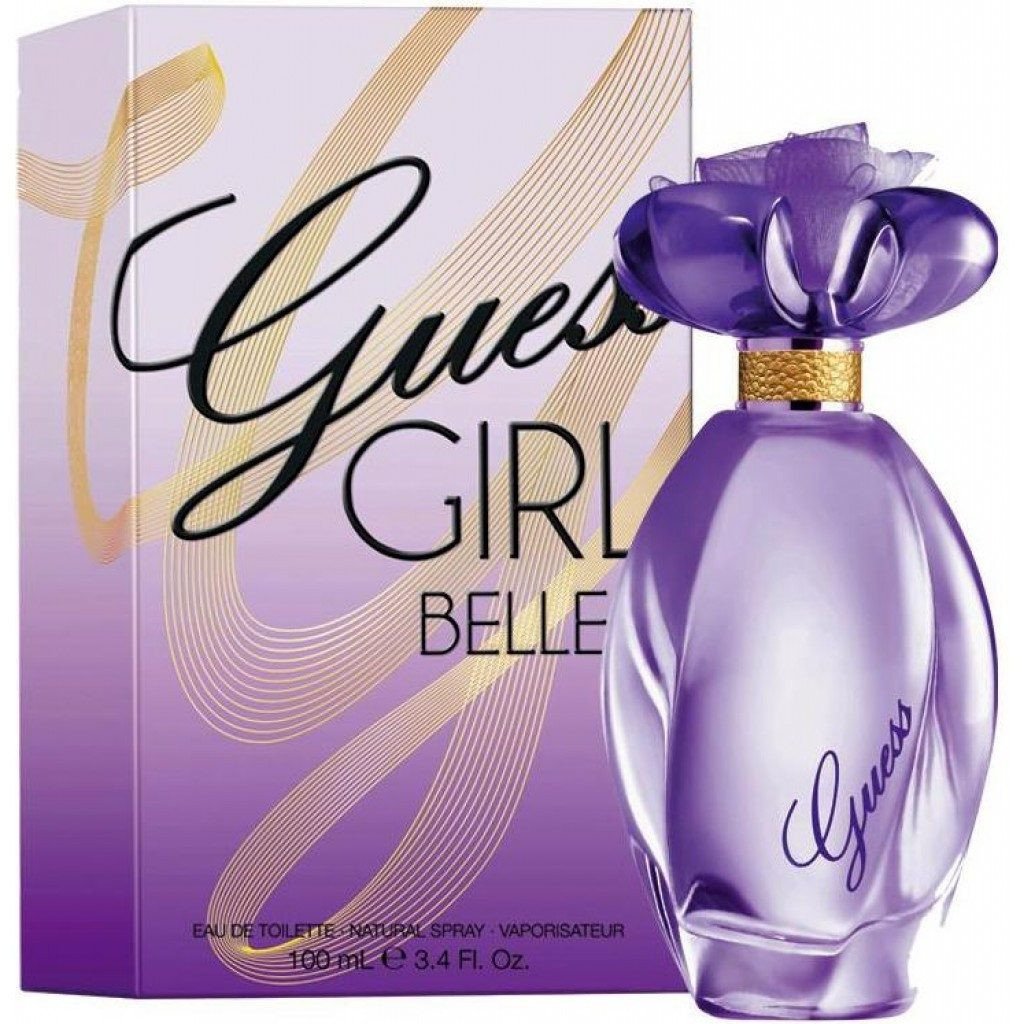 Guess
GIRL
BELLE
Guess
EAU DE TOILETTE · NATURAL SPRAY · VAPORISATEUR
100 mL ℮ 3.4 Fl. Oz.